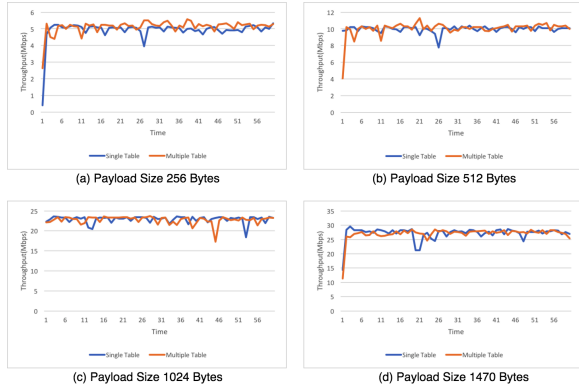 Throughput(Mbps)
6
5
4
3
2
1
0
1 6 11 16 21 26 31 36 41 46 51 56
Time
Single Table Multiple Table
(a) Payload Size 256 Bytes
Throughput(Mbps)
12
10
8
6
4
2
0
1 6 11 16 21 26 31 36 41 46 51 56
Time
Single Table Multiple Table
(b) Payload Size 512 Bytes
Throughput(Mbps)
25
20
15
10
5
0
1 6 11 16 21 26 31 36 41 46 51 56
Time
Single Table Multiple Table
(c) Payload Size 1024 Bytes
Throughput(Mbps)
35
30
25
20
15
10
5
0
1 6 11 16 21 26 31 36 41 46 51 56
Time
Single Table Multiple Table
(d) Payload Size 1470 Bytes